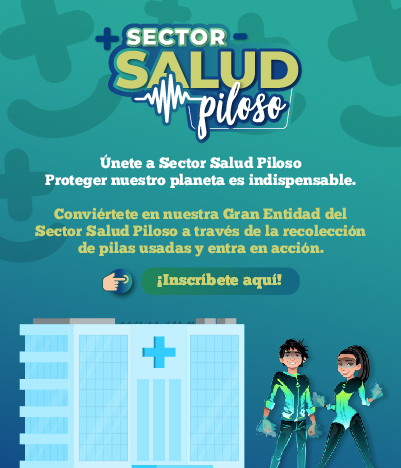 SECTOR
SALUD
piloso
Únete a Sector Salud Piloso
Proteger nuestro planeta es indispensable.
Conviértete en nuestra Gran Entidad del
Sector Salud Piloso a través de la recolección
de pilas usadas y entra en acción.
¡Inscríbete aquí!